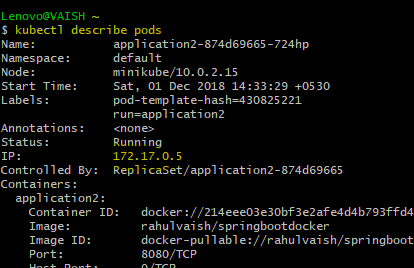 Lenovo@VAISH ~
$ kubectl describe pods
Name: application2-874d69665-724hp
Namespace: default
Node: minikube/10.0.2.15
Start Time: Sat, 01 Dec 2018 14:33:29 +0530
Labels: pod-template-hash=430825221
run=application2
Annotations: <none>
Status: Running
IP: 172.17.0.5
Controlled By: ReplicaSet/application2-874d69665
Containers:
application2:
Container ID: docker://214eee03e30bf3e2afe4d4b793ffd4
Image: rahulvaish/springbootdocker
Image ID: docker-pullable://rahulvaish/springboot
Port: 8080/TCP
Host Port: 0/TCP